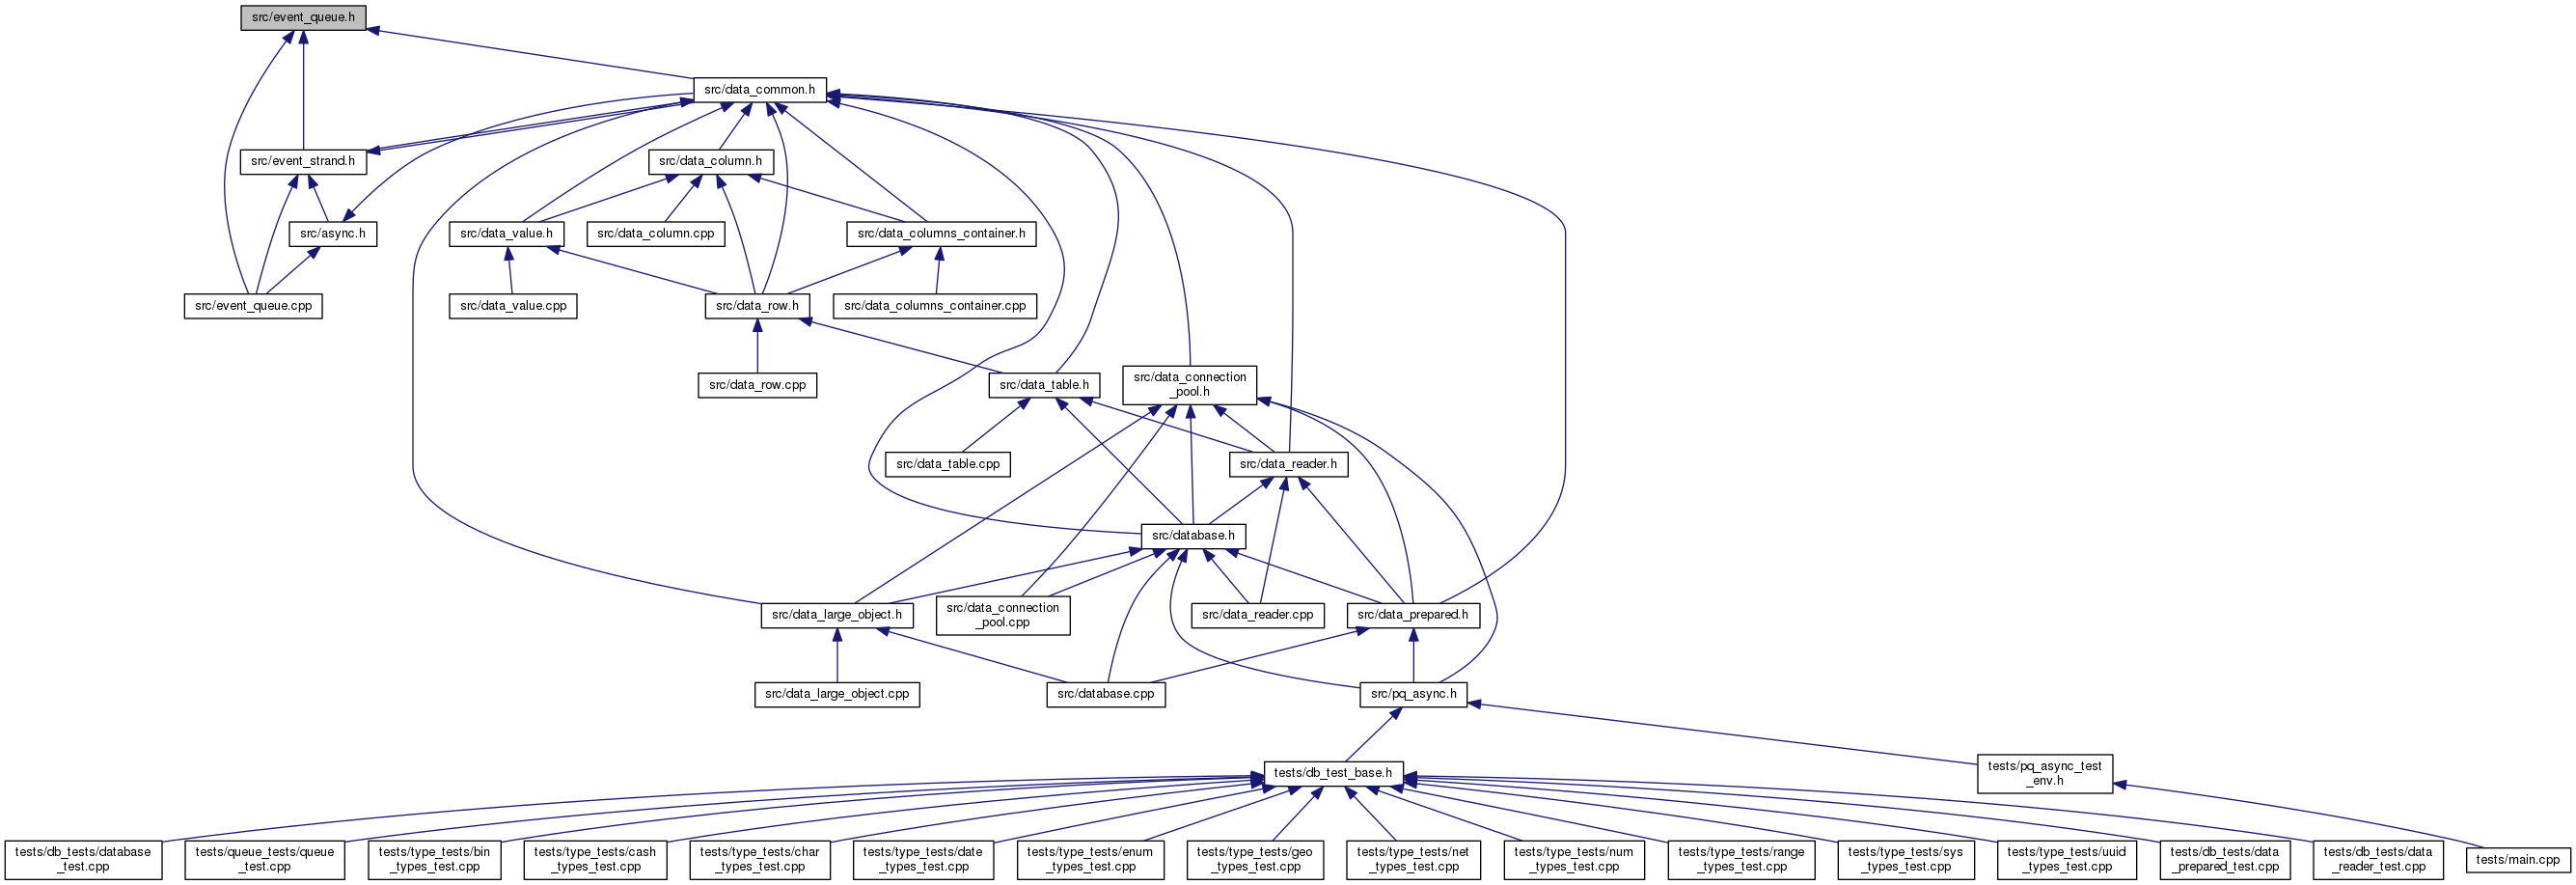 src/event_queue.h
src/data_common.h
src/event_strand.h
src/data_column.h
src/async.h
src/data_value.h
src/data_column.cpp
src/data_columns_container.h
src/event_queue.cpp
src/data_value.cpp
src/data_row.h
src/data_columns_container.cpp
src/data_row.cpp
src/data_table.h
src/data_connection
_pool.h
src/data_table.cpp
src/data_reader.h
src/database.h
src/data_large_object.h
src/data_connection
_pool.cpp
src/data_reader.cpp
src/data_prepared.h
src/data_large_object.cpp
src/database.cpp
src/pq_async.h
tests/db_test_base.h
tests/pq_async_test
_env.h
tests/db_tests/database
_test.cpp
tests/queue_tests/queue
_test.cpp
tests/type_tests/bin
_types_test.cpp
tests/type_tests/cash
_types_test.cpp
tests/type_tests/char
_types_test.cpp
tests/type_tests/date
_types_test.cpp
tests/type_tests/enum
_types_test.cpp
tests/type_tests/geo
_types_test.cpp
tests/type_tests/net
_types_test.cpp
tests/type_tests/num
_types_test.cpp
tests/type_tests/range
_types_test.cpp
tests/type_tests/sys
_types_test.cpp
tests/type_tests/uuid
_types_test.cpp
tests/db_tests/data
_prepared_test.cpp
tests/db_tests/data
_reader_test.cpp
tests/main.cpp